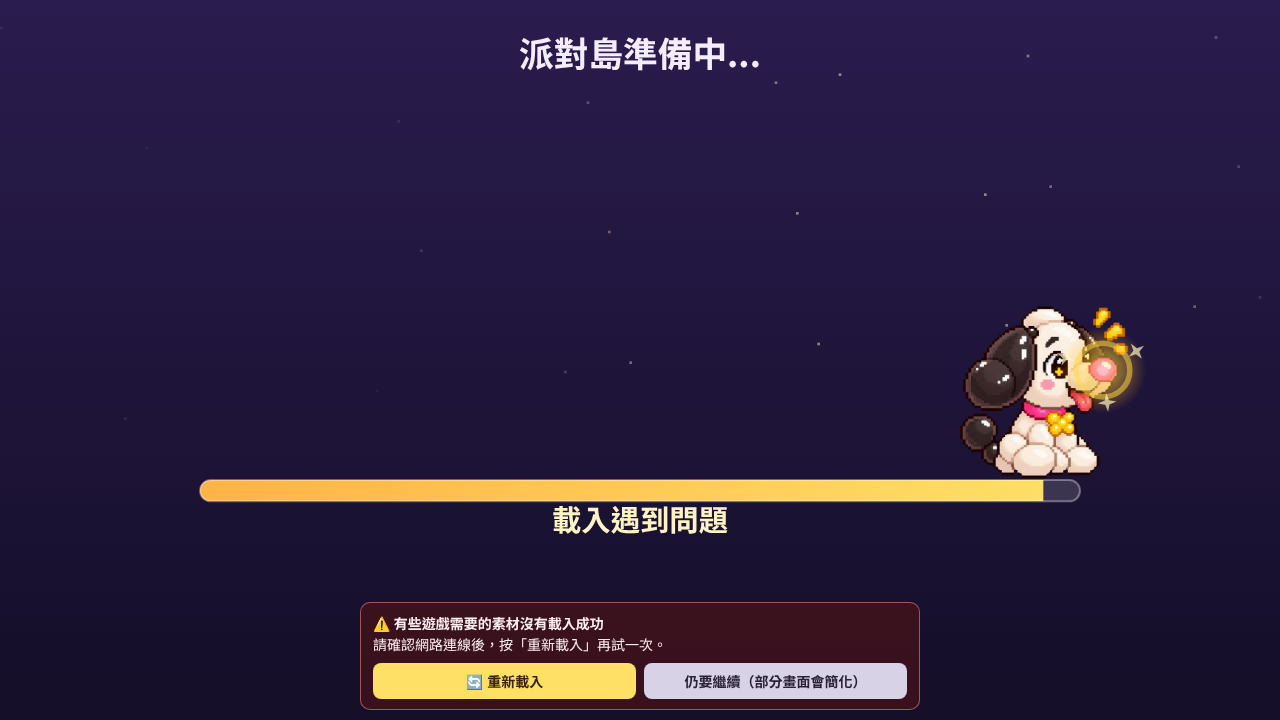 派對島準備中...
載入遇到問題
⚠️ 有些遊戲需要的素材沒有載入成功
請確認網路連線後，按「重新載入」再試一次。
🔄 重新載入
仍要繼續（部分畫面會簡化）